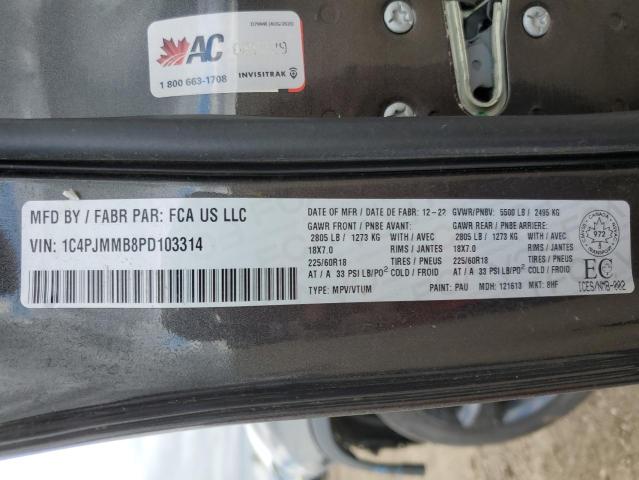 AC
1 800 663-1708
INVISITRAK
MFD BY / FABR PAR: FCA US LLC
VIN: 1C4PJMMB8PD103314
DATE OF MFR / DATE DE FABR: 12-22
GVWR/PNBV: 5500 LB / 2495 KG
GAWR FRONT / PNBE AVANT:
2805 LB / 1273 KG
18X7.0
RIMS / JANTES
225/60R18
TIRES / PNEUS
AT / A 33 PSI LB/PO² COLD / FROID
GAWR REAR / PNBE ARRIERE:
2805 LB / 1273 KG
18X7.0
RIMS / JANTES
225/60R18
TIRES / PNEUS
AT / A 33 PSI LB/PO² COLD / FROID
TYPE: MPV/VTUM
PAINT: PAU MDH: 121613 MKT: 8HF
CANADA
972
EC
ICES/NMB-002